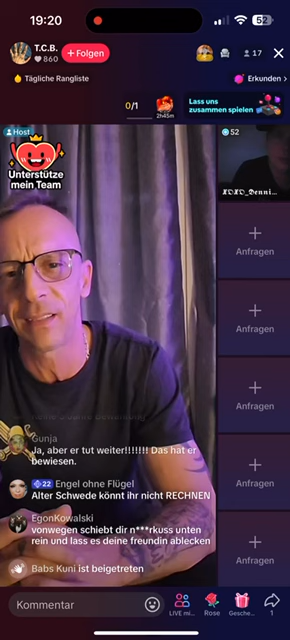 19:20
52
T.C.B.
860
+ Folgen
17
Tägliche Rangliste
Erkunden >
0/1
2h45m
Lass uns
zusammen spielen
Host
52
Unterstütze
mein Team
Anfragen
Anfragen
Anfragen
Anfragen
Anfragen
Gunja
Ja, aber er tut weiter!!!!!!! Das hat er
bewiesen.
22 Engel ohne Flügel
Alter Schwede könnt ihr nicht RECHNEN
EgonKowalski
vonwegen schiebt dir n***rkuss unten
rein und lass es deine freundin ablecken
Babs Kuni ist beigetreten
Kommentar
LIVE mi...
Rose
Gesche...
1